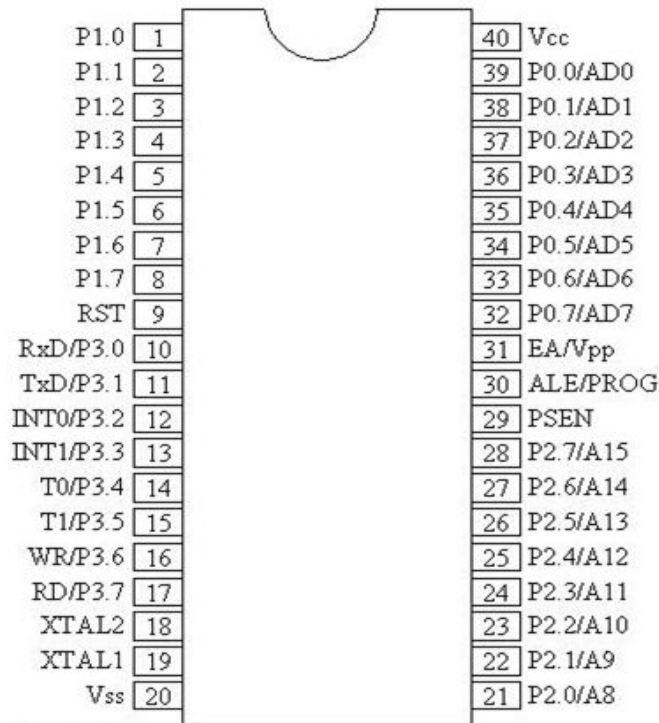 P1.0 1 40 Vcc
P1.1 2 39 P0.0/AD0
P1.2 3 38 P0.1/AD1
P1.3 4 37 P0.2/AD2
P1.4 5 36 P0.3/AD3
P1.5 6 35 P0.4/AD4
P1.6 7 34 P0.5/AD5
P1.7 8 33 P0.6/AD6
RST 9 32 P0.7/AD7
RxD/P3.0 10 31 EA/Vpp
TxD/P3.1 11 30 ALE/PROG
INT0/P3.2 12 29 PSEN
INT1/P3.3 13 28 P2.7/A15
T0/P3.4 14 27 P2.6/A14
T1/P3.5 15 26 P2.5/A13
WR/P3.6 16 25 P2.4/A12
RD/P3.7 17 24 P2.3/A11
XTAL2 18 23 P2.2/A10
XTAL1 19 22 P2.1/A9
Vss 20 21 P2.0/A8